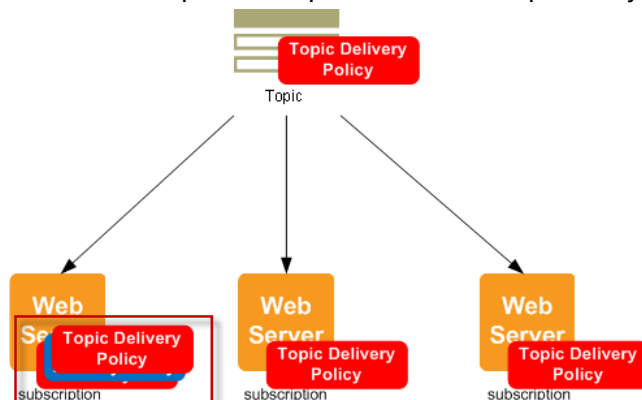 Topic Delivery
Policy
Topic
Web
Web
Web
Server
Server
Topic Delivery
Policy
Topic Delivery
Policy
Topic Delivery
Policy
subscription
subscription
subscription